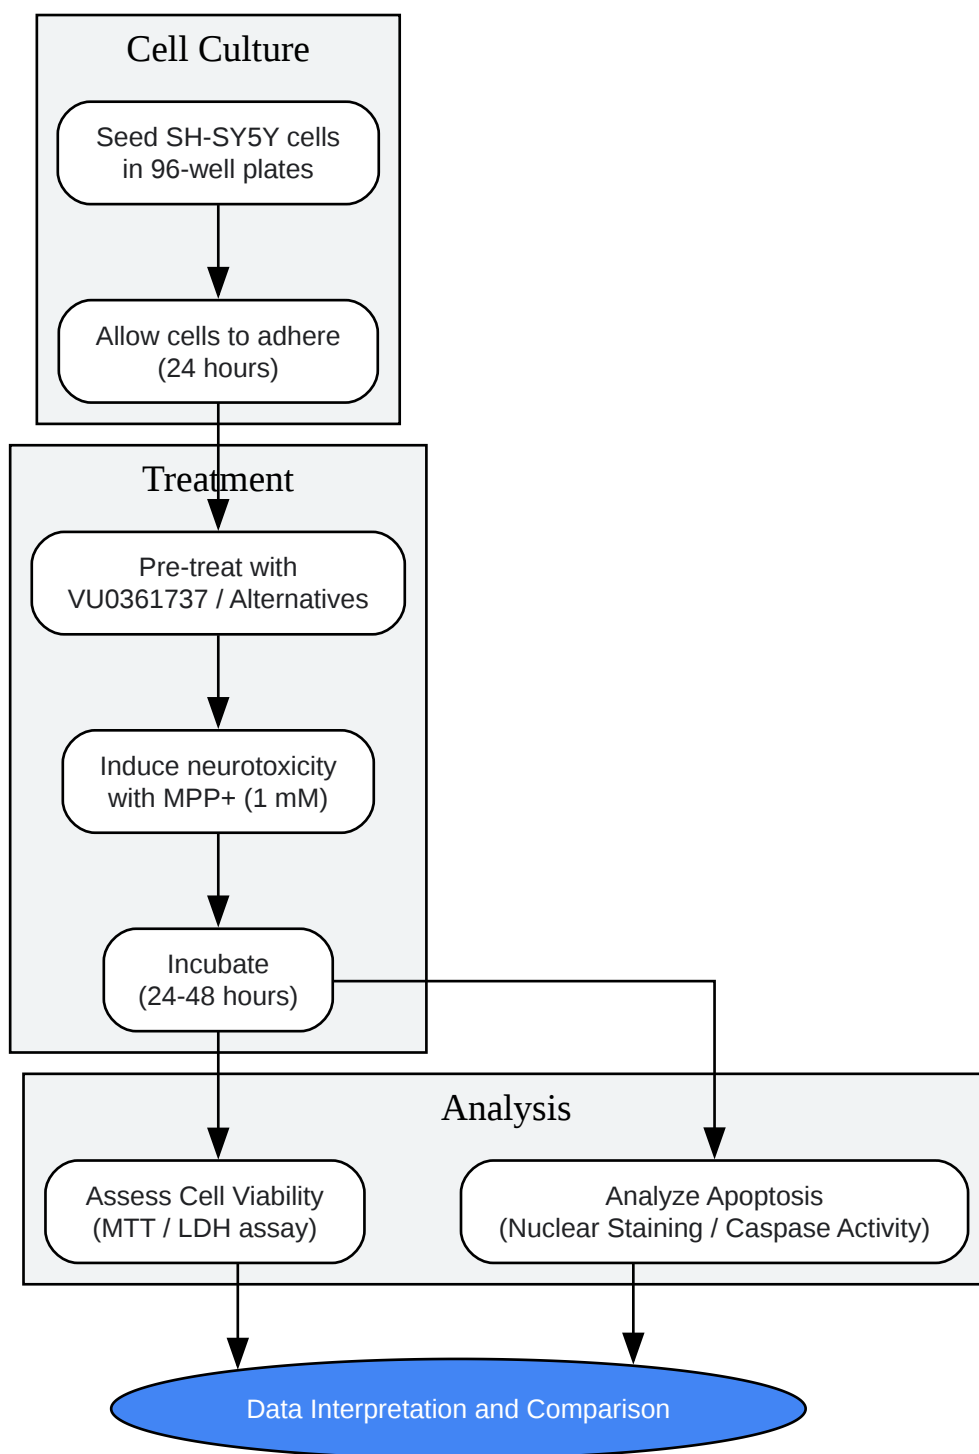 Cell Culture
Seed SH-SY5Y cells
in 96-well plates
Allow cells to adhere
(24 hours)
Treatment
Pre-treat with
VU0361737 / Alternatives
Induce neurotoxicity
with MPP+ (1 mM)
Incubate
(24-48 hours)
Analysis
Assess Cell Viability
(MTT / LDH assay)
Analyze Apoptosis
(Nuclear Staining / Caspase Activity)
Data Interpretation and Comparison